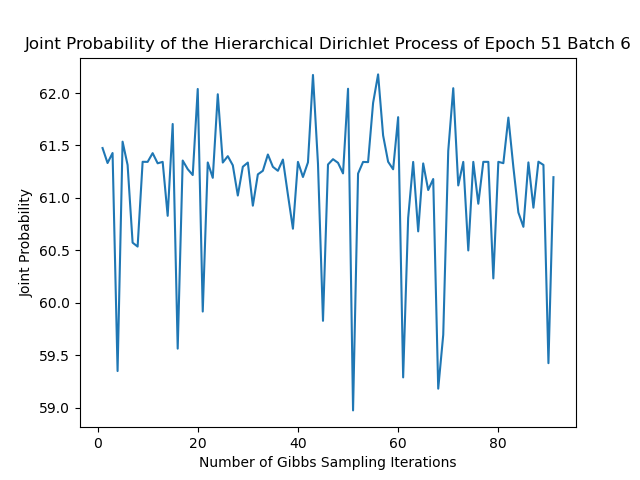 Joint Probability of the Hierarchical Dirichlet Process of Epoch 51 Batch 6
62.0
61.5
61.0
60.5
60.0
59.5
59.0
Joint Probability
0 20 40 60 80
Number of Gibbs Sampling Iterations